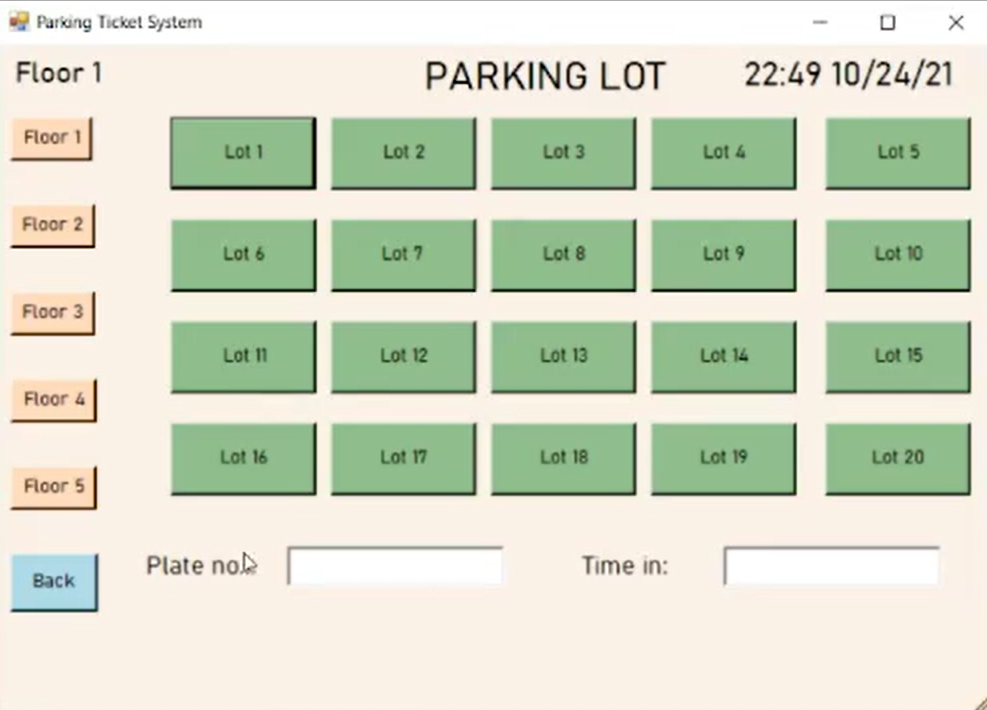 Parking Ticket System
Floor 1 PARKING LOT 22:49 10/24/21
Floor 1 Lot 1 Lot 2 Lot 3 Lot 4 Lot 5
Floor 2 Lot 6 Lot 7 Lot 8 Lot 9 Lot 10
Floor 3 Lot 11 Lot 12 Lot 13 Lot 14 Lot 15
Floor 4 Lot 16 Lot 17 Lot 18 Lot 19 Lot 20
Floor 5
Back Plate no. Time in: